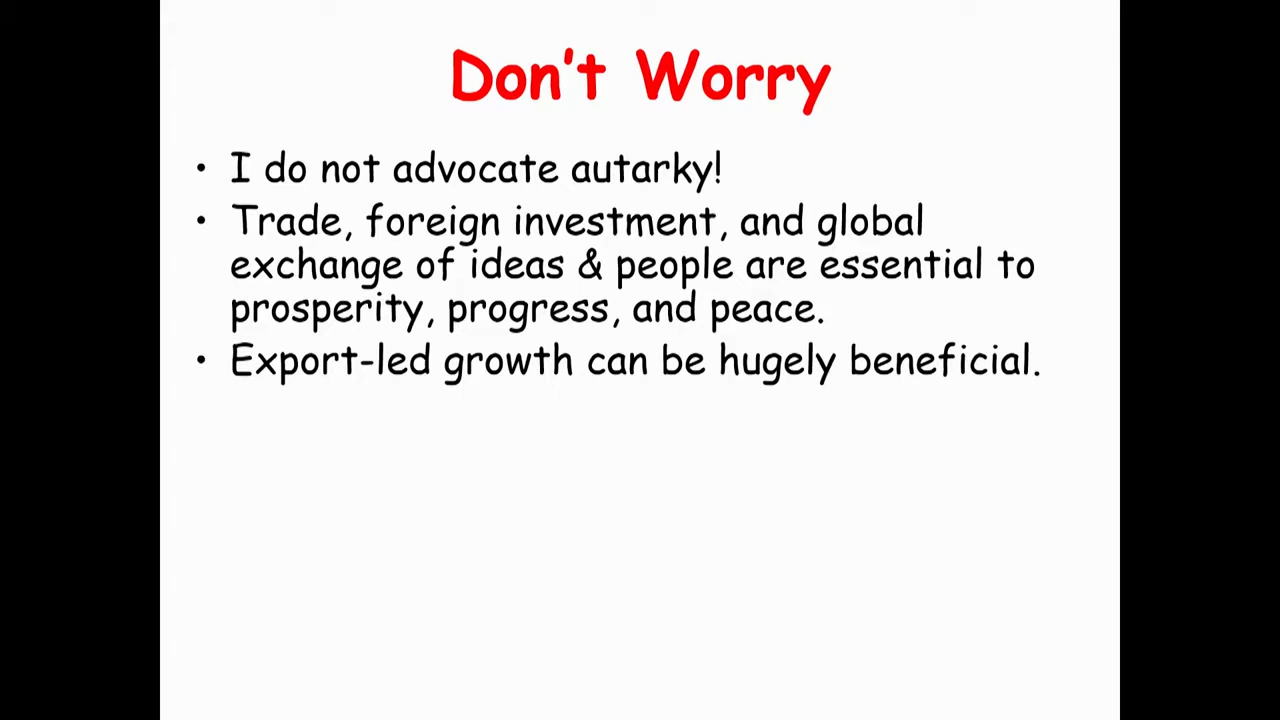 Don't Worry
• I do not advocate autarky!
• Trade, foreign investment, and global
exchange of ideas & people are essential to
prosperity, progress, and peace.
• Export-led growth can be hugely beneficial.